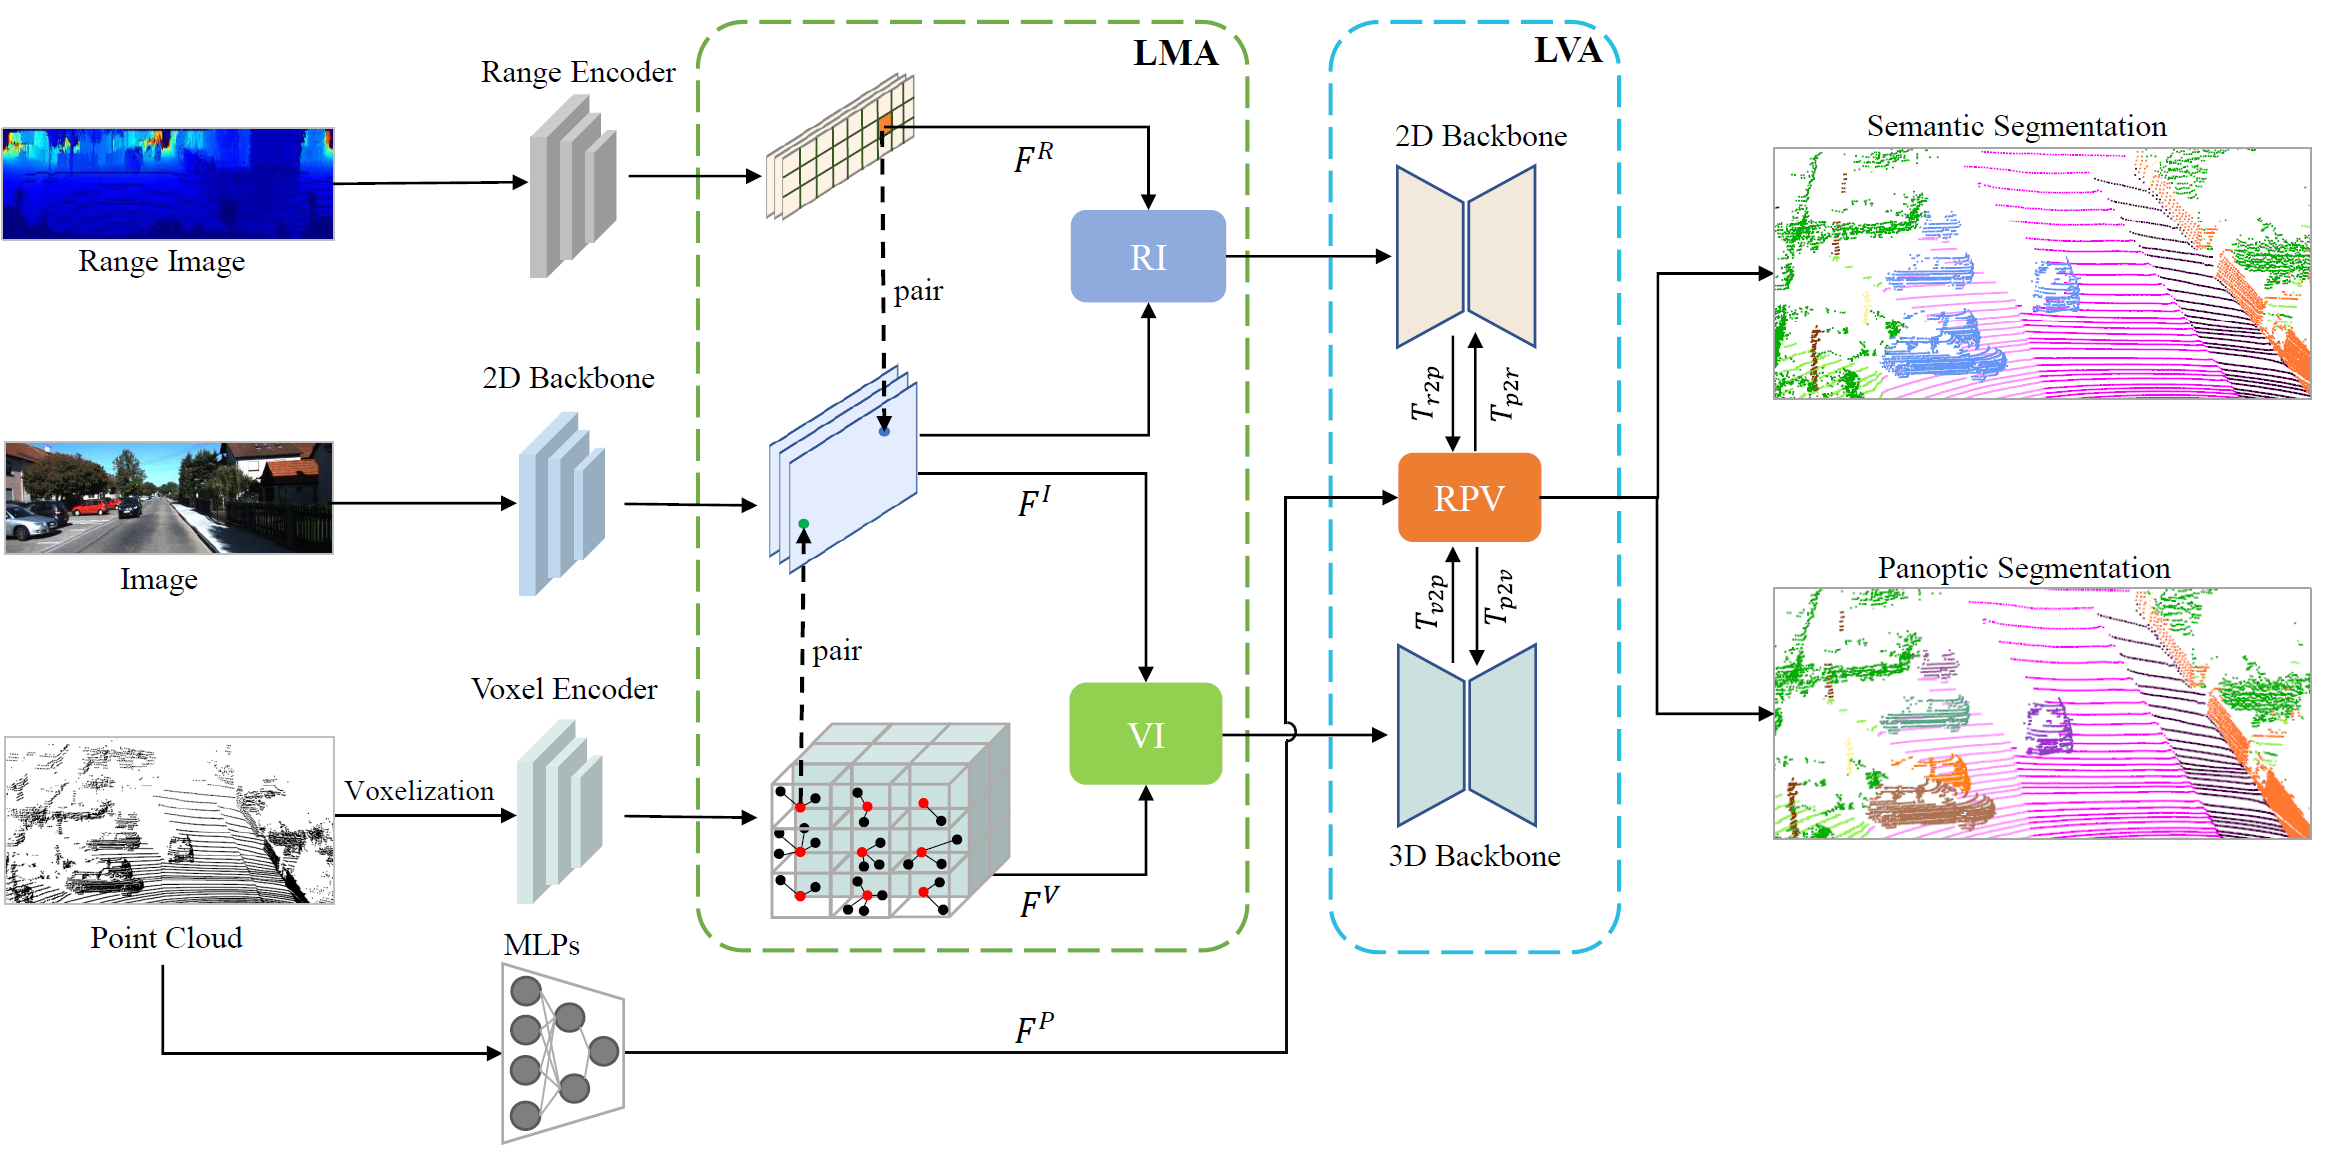 LMA
LVA
Range Encoder
Semantic Segmentation
2D Backbone
F^R
RI
Range Image
pair
2D Backbone
T_{r2p}
T_{p2r}
F^I
RPV
Image
Panoptic Segmentation
T_{v2p}
T_{p2v}
pair
Voxel Encoder
VI
Voxelization
3D Backbone
F^V
Point Cloud
MLPs
F^P